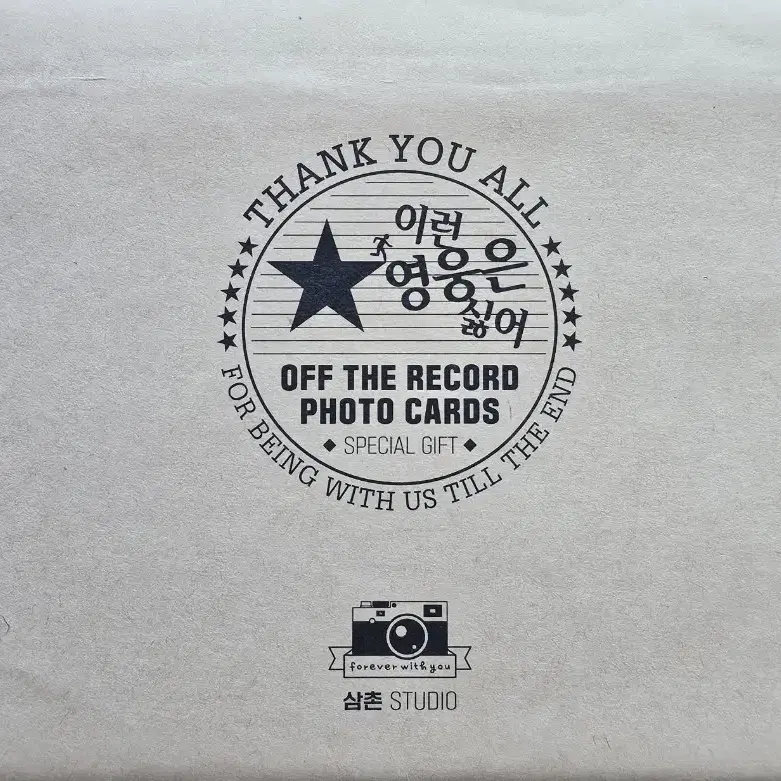 THANK YOU ALL
이런
영웅은
싫어
OFF THE RECORD
PHOTO CARDS
◆ SPECIAL GIFT ◆
FOR BEING WITH US TILL THE END
forever with you
삼촌 STUDIO